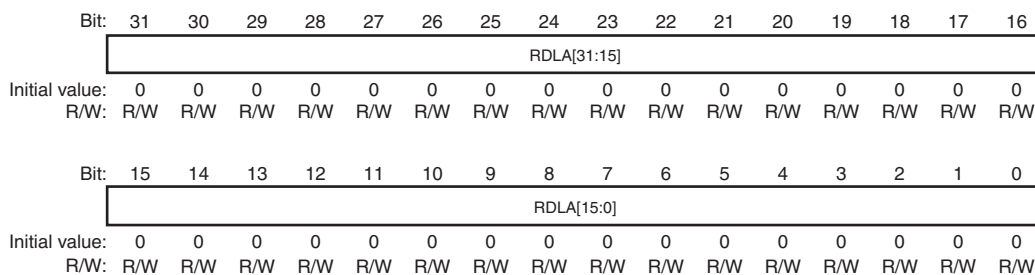 Bit: 31 30 29 28 27 26 25 24 23 22 21 20 19 18 17 16
RDLA[31:15]
Initial value: 0 0 0 0 0 0 0 0 0 0 0 0 0 0 0 0
R/W: R/W R/W R/W R/W R/W R/W R/W R/W R/W R/W R/W R/W R/W R/W R/W R/W
Bit: 15 14 13 12 11 10 9 8 7 6 5 4 3 2 1 0
RDLA[15:0]
Initial value: 0 0 0 0 0 0 0 0 0 0 0 0 0 0 0 0
R/W: R/W R/W R/W R/W R/W R/W R/W R/W R/W R/W R/W R/W R/W R/W R/W R/W